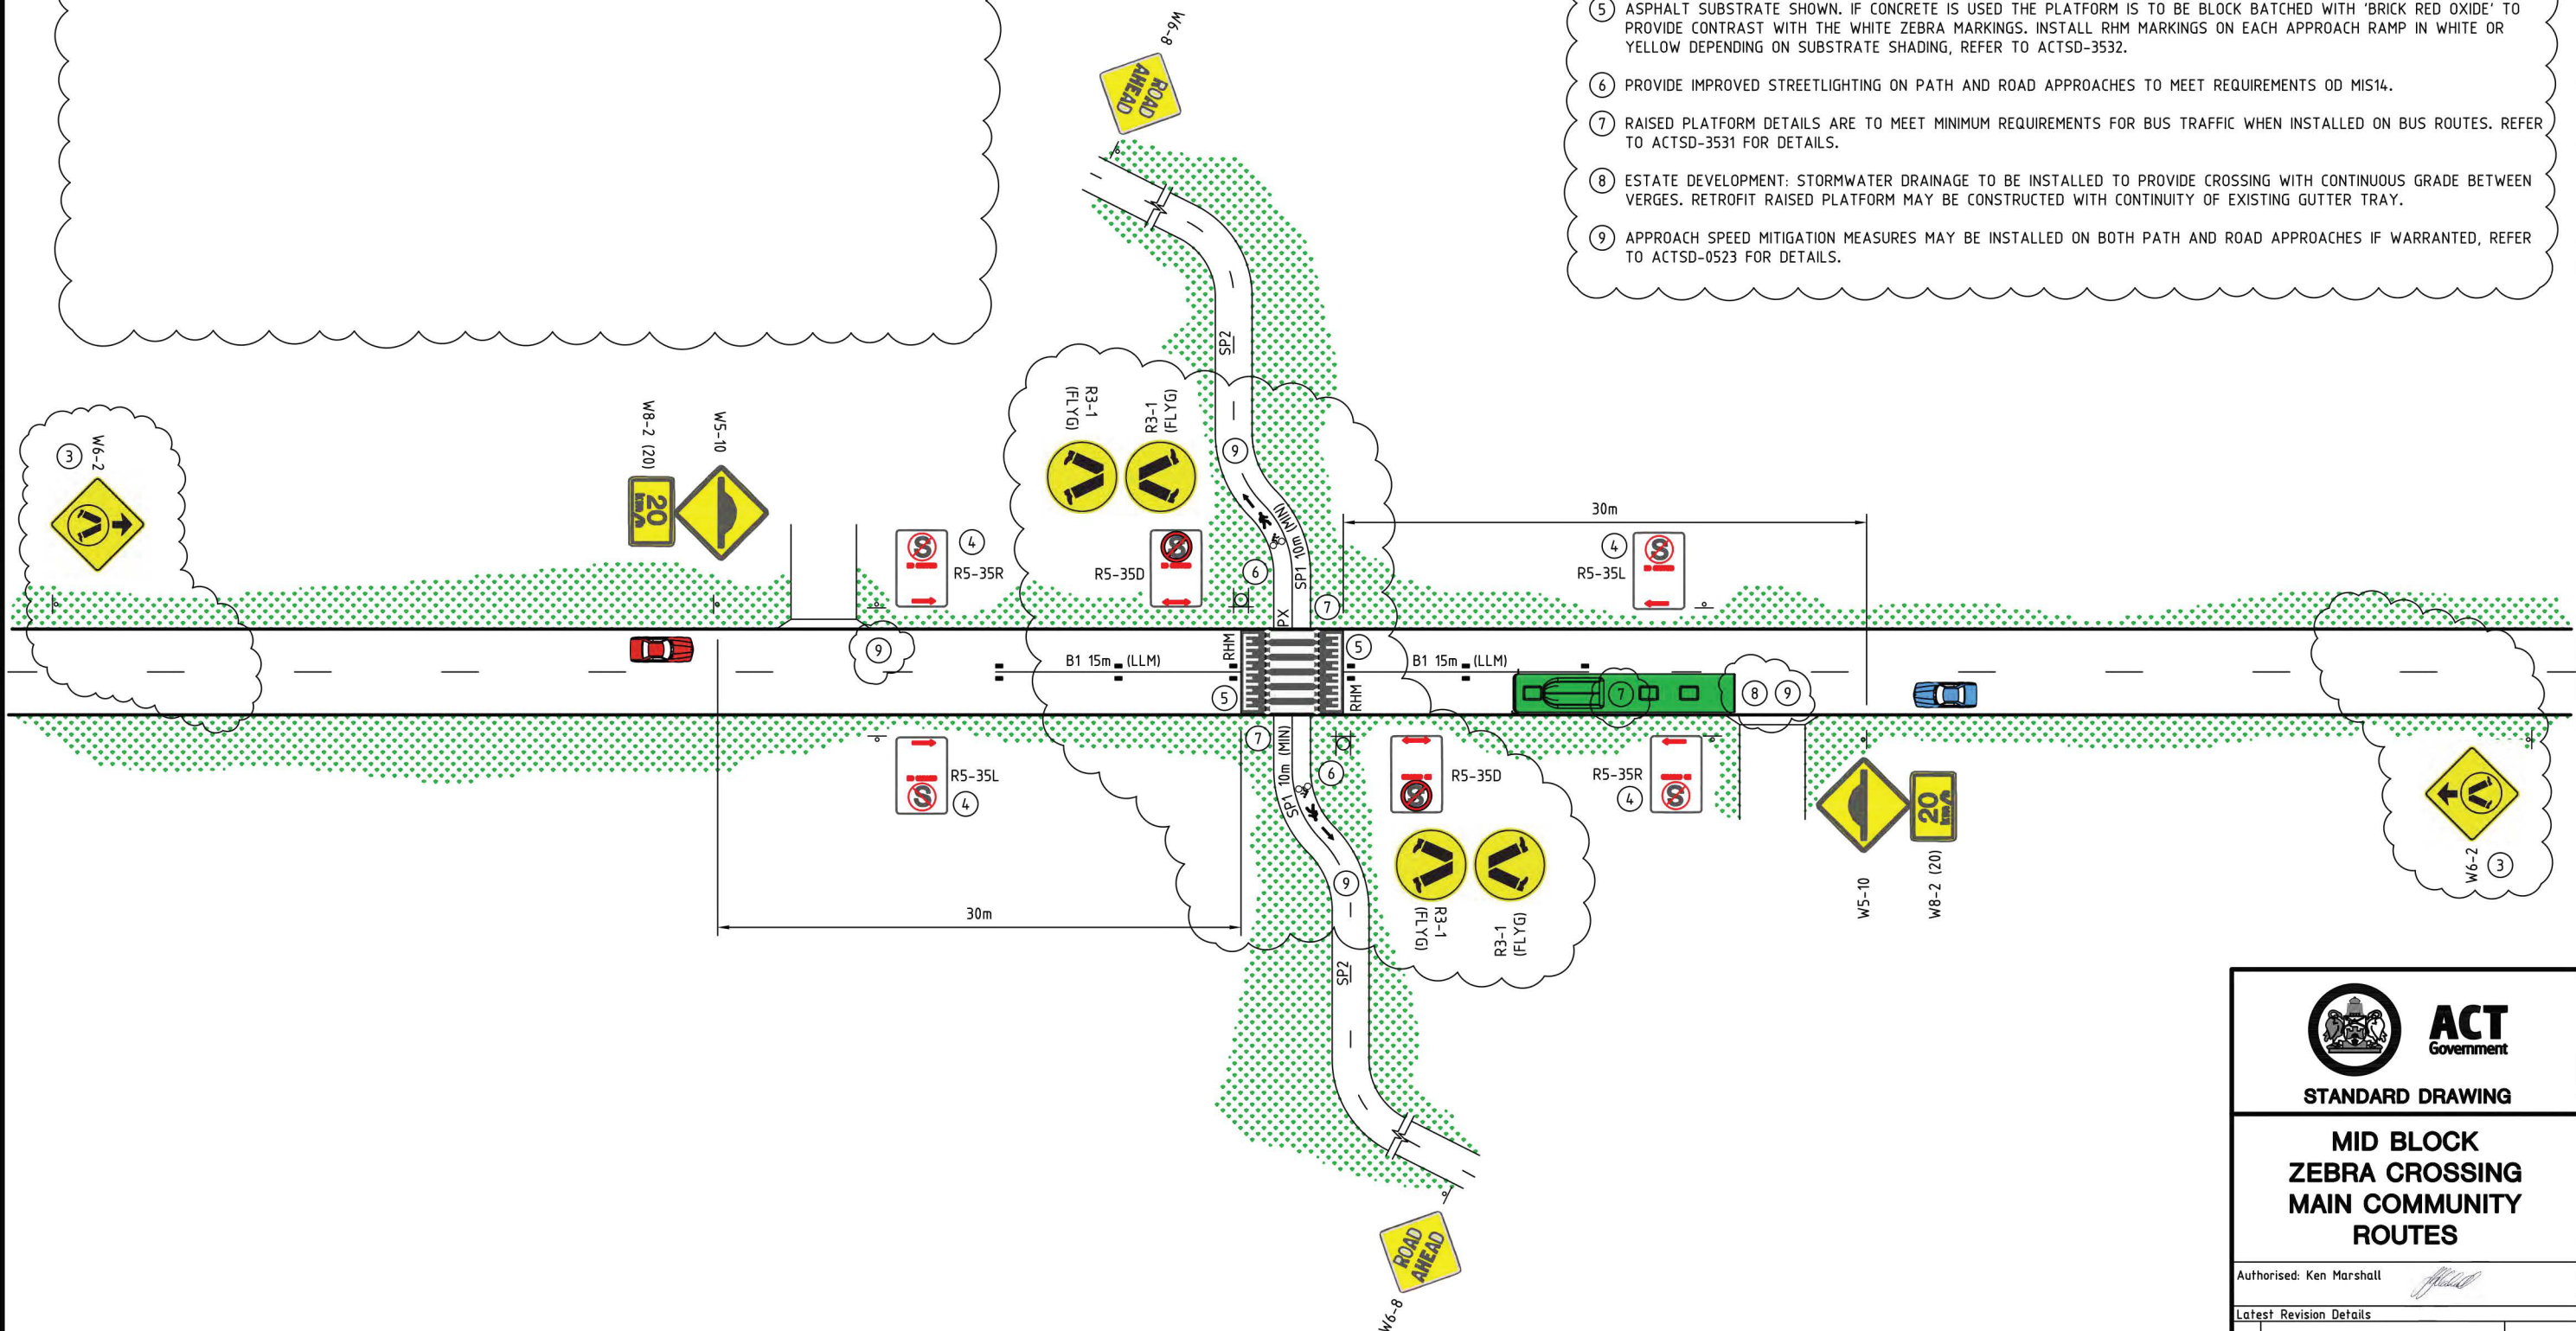 5 ASPHALT SUBSTRATE SHOWN. IF CONCRETE IS USED THE PLATFORM IS TO BE BLOCK BATCHED WITH 'BRICK RED OXIDE' TO
PROVIDE CONTRAST WITH THE WHITE ZEBRA MARKINGS. INSTALL RHM MARKINGS ON EACH APPROACH RAMP IN WHITE OR
YELLOW DEPENDING ON SUBSTRATE SHADING, REFER TO ACTSD-3532.
6 PROVIDE IMPROVED STREETLIGHTING ON PATH AND ROAD APPROACHES TO MEET REQUIREMENTS OD MIS14.
7 RAISED PLATFORM DETAILS ARE TO MEET MINIMUM REQUIREMENTS FOR BUS TRAFFIC WHEN INSTALLED ON BUS ROUTES. REFER
TO ACTSD-3531 FOR DETAILS.
8 ESTATE DEVELOPMENT: STORMWATER DRAINAGE TO BE INSTALLED TO PROVIDE CROSSING WITH CONTINUOUS GRADE BETWEEN
VERGES. RETROFIT RAISED PLATFORM MAY BE CONSTRUCTED WITH CONTINUITY OF EXISTING GUTTER TRAY.
9 APPROACH SPEED MITIGATION MEASURES MAY BE INSTALLED ON BOTH PATH AND ROAD APPROACHES IF WARRANTED, REFER
TO ACTSD-0523 FOR DETAILS.
W6-8
ROAD
AHEAD
SP2
R3-1
(FLYG)
R3-1
(FLYG)
W8-2 (20)
W5-10
3
W6-2
20
km/h
9
30m
S
4
R5-35R
R5-35D
S
SP1 10m (MIN)
6
4
R5-35L
S
PX
7
9
RHM
B1 15m (LLM)
5
B1 15m (LLM)
5
RHM
7
8
9
7
SP1 10m (MIN)
6
R5-35L
S
4
R5-35D
S
R5-35R
4
S
9
20
km/h
R3-1
(FLYG)
R3-1
(FLYG)
W5-10
W8-2 (20)
W6-2
3
30m
SP2
ROAD
AHEAD
W6-8
ACT
Government
STANDARD DRAWING
MID BLOCK
ZEBRA CROSSING
MAIN COMMUNITY
ROUTES
Authorised: Ken Marshall
Latest Revision Details